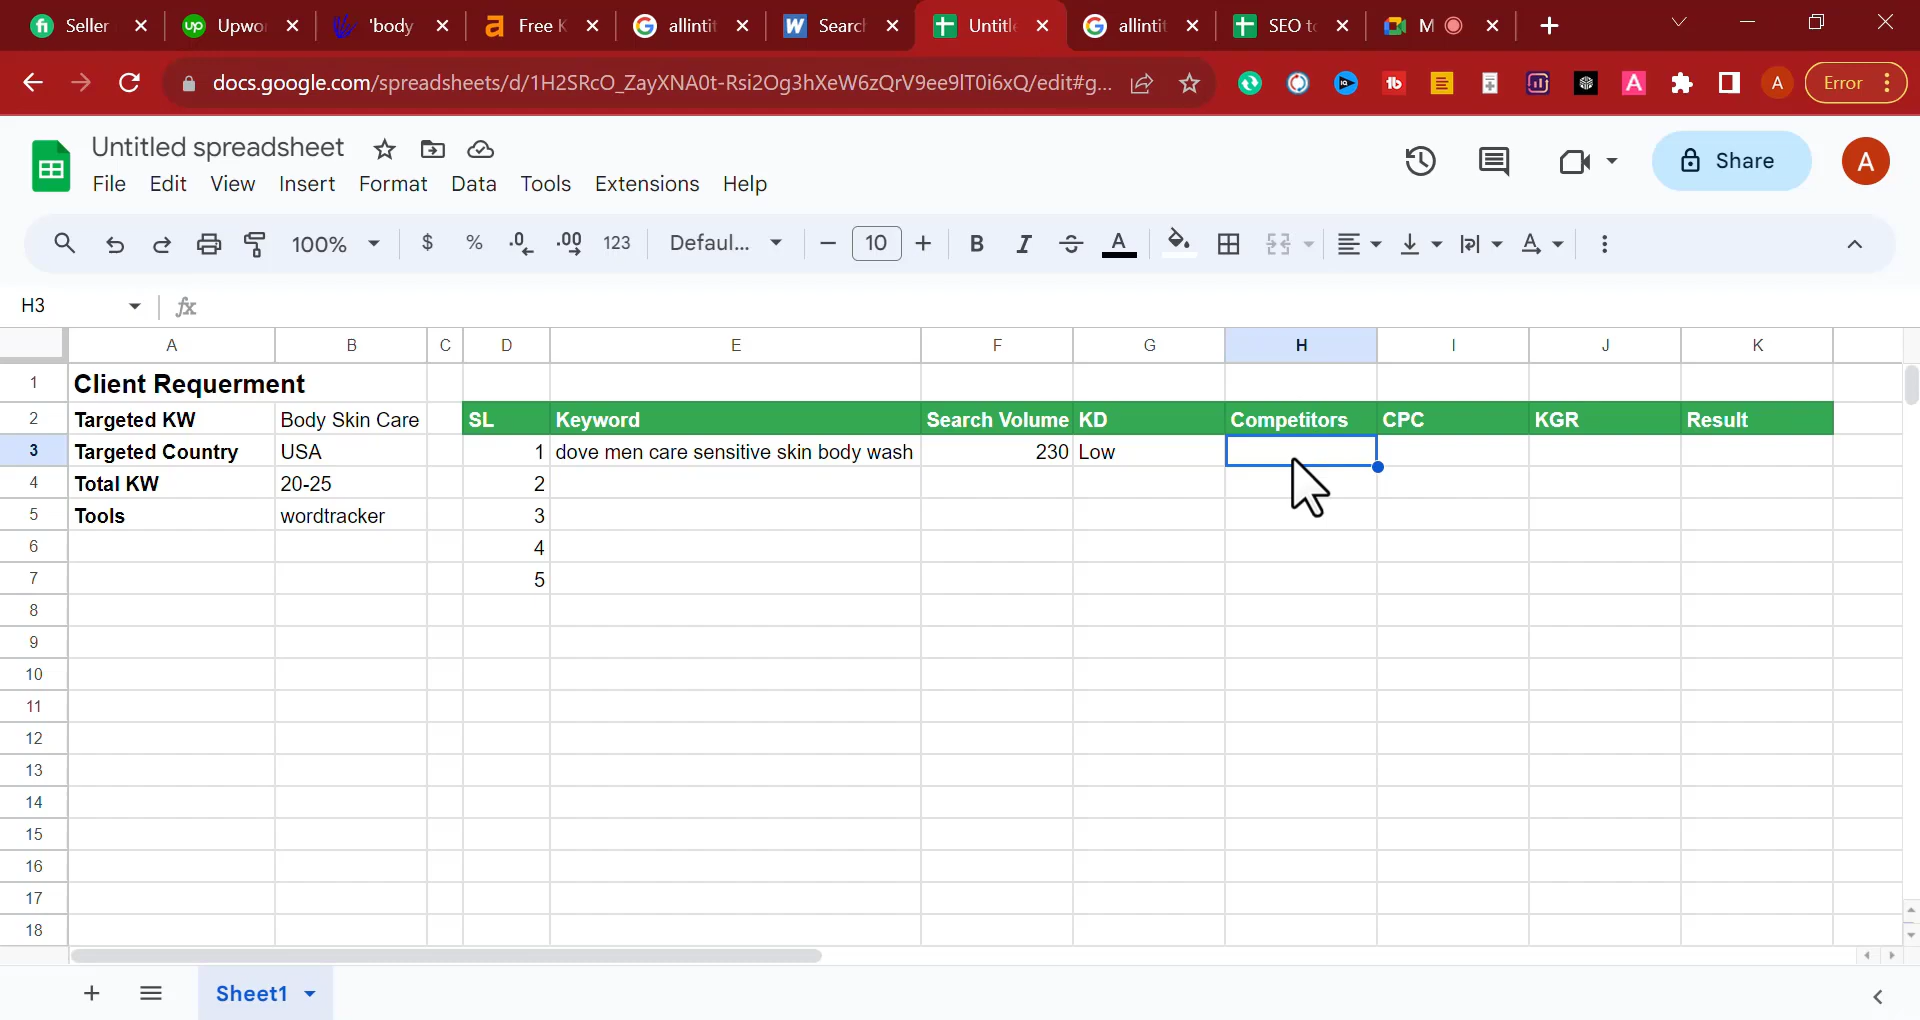 Seller
Upwo
'body
Free K
allintit
Search
Untitle
allintit
SEO to
M
docs.google.com/spreadsheets/d/1H2SRcO_ZayXNA0t-Rsi2Og3hXeW6zQrV9ee9lT0i6xQ/edit#g...
A
Error
Untitled spreadsheet
File Edit View Insert Format Data Tools Extensions Help
Share
A
100% $ % .0 .00 123 Defaul... 10 B I A A
H3 fx
A B C D E F G H I J K
1 Client Requerment
2 Targeted KW Body Skin Care SL Keyword Search Volume KD Competitors CPC KGR Result
3 Targeted Country USA 1 dove men care sensitive skin body wash 230 Low
4 Total KW 20-25 2
5 Tools wordtracker 3
6 4
7 5
8
9
10
11
12
13
14
15
16
17
18
Sheet1